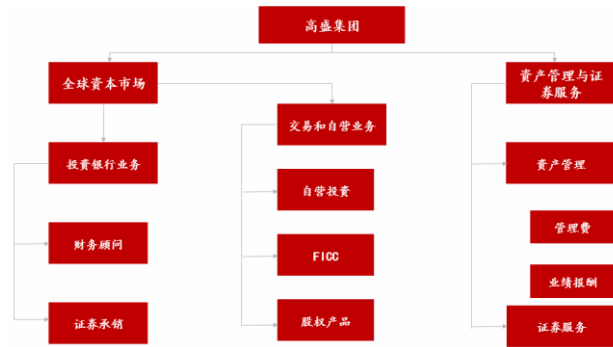 高盛集团
全球资本市场
资产管理与证
券服务
交易和自营业务
投资银行业务
资产管理
自营投资
管理费
财务顾问
FICC
业绩报酬
证券承销
股权产品
证券服务